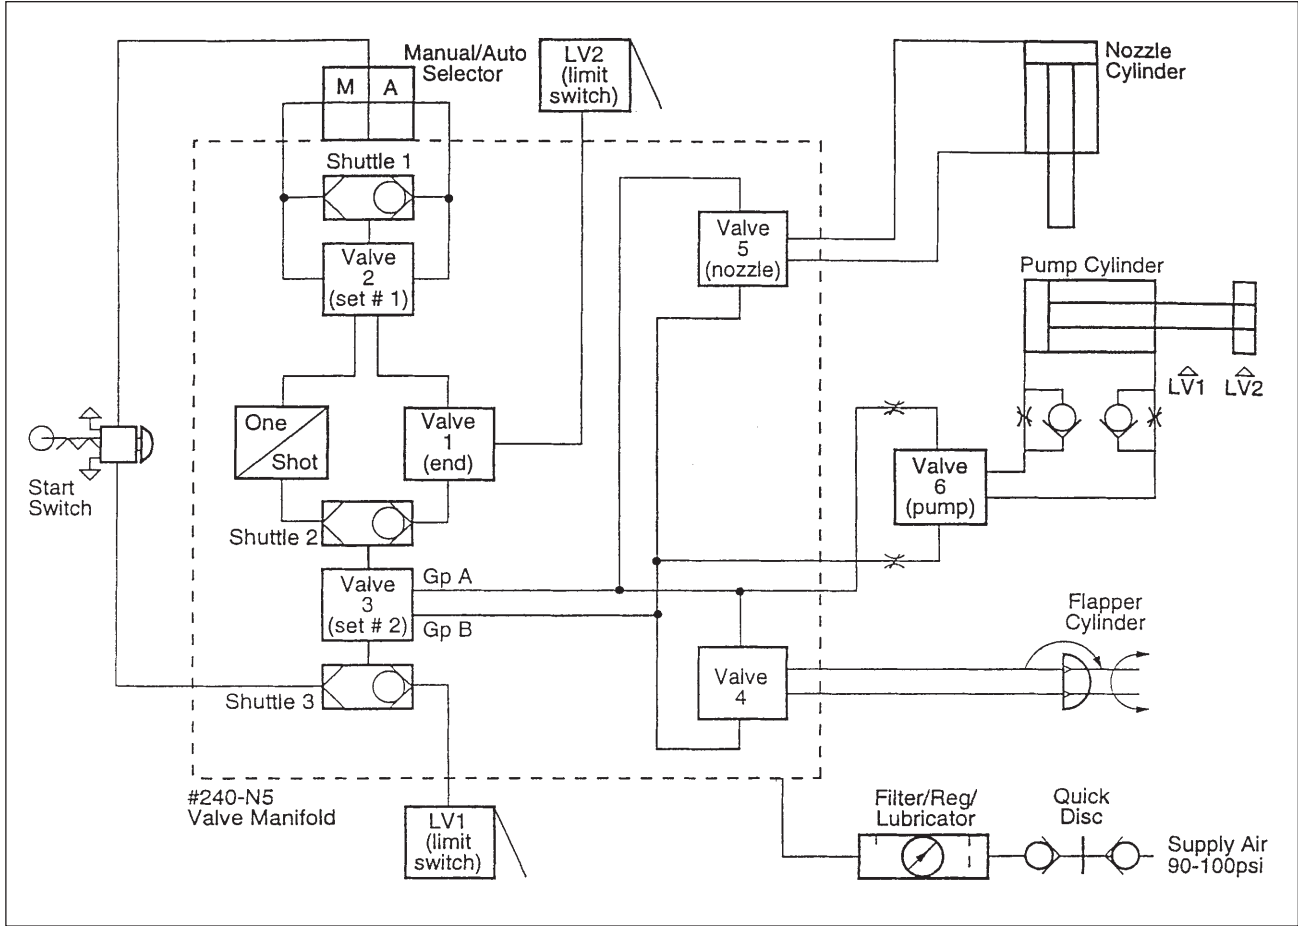 Manual/Auto
Selector
M
A
LV2
(limit
switch)
Nozzle
Cylinder
Shuttle 1
Valve
2
(set # 1)
Valve
5
(nozzle)
Pump Cylinder
LV1
LV2
One
Shot
Valve
1
(end)
Start
Switch
Valve
6
(pump)
Shuttle 2
Valve
3
(set # 2)
Gp A
Gp B
Flapper
Cylinder
Shuttle 3
Valve
4
#240-N5
Valve Manifold
LV1
(limit
switch)
Filter/Reg/
Lubricator
Quick
Disc
Supply Air
90-100psi